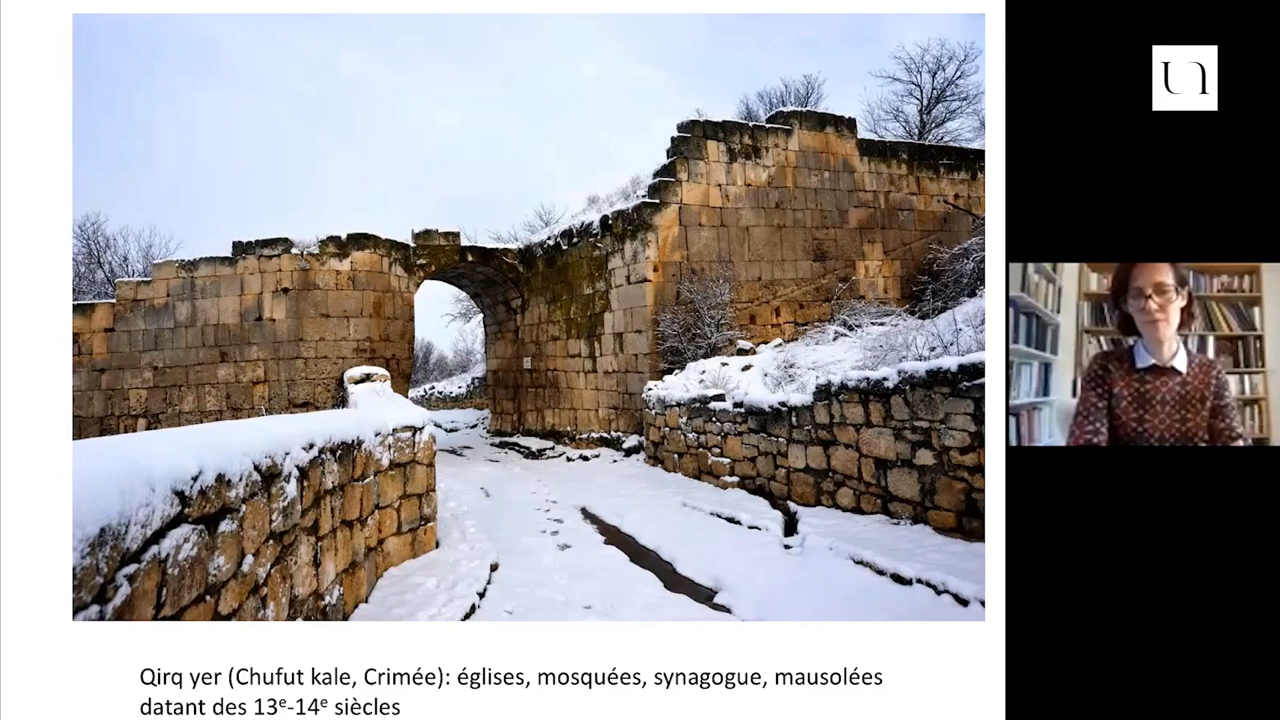 Qirq yer (Chufut kale, Crimée): églises, mosquées, synagogue, mausolées
datant des 13e-14e siècles